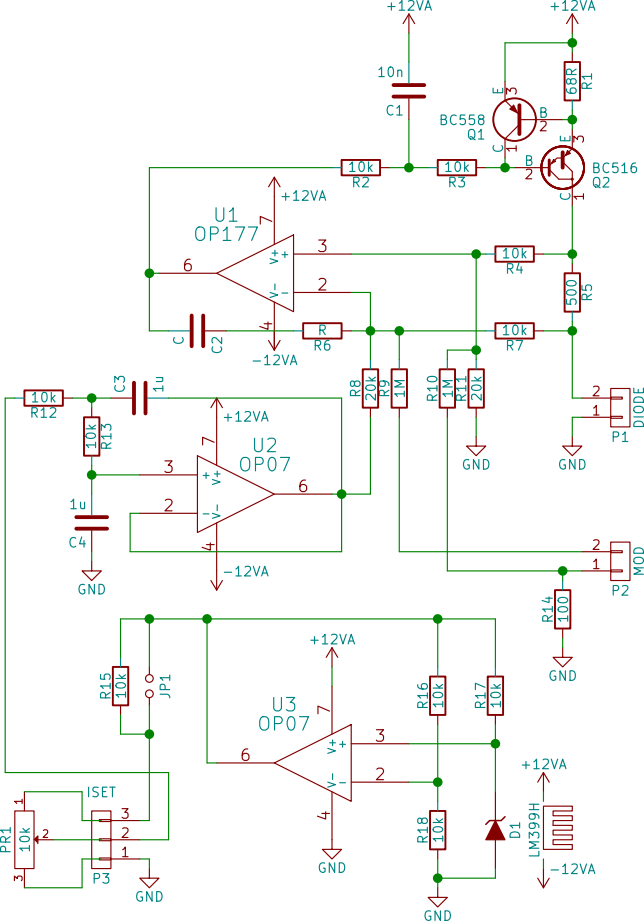 +12VA
+12VA
10n
C1
68R
R1
E
3
BC558
Q1
B
2
C
1
E
3
BC516
Q2
B
2
C
1
10k
R2
10k
R3
U1
OP177
+12VA
7
V+
+
3
6
V-
−
2
4
-12VA
10k
R4
500
R5
C
C2
R
R6
10k
R7
R8
20k
R9
1M
R10
1M
R11
20k
GND
2
1
P1
DIODE
GND
10k
R12
C3
1u
10k
R13
+12VA
7
U2
OP07
3
+
V+
6
2
−
V-
4
-12VA
1u
C4
GND
2
1
P2
MOD
R14
100
GND
R15
10k
JP1
+12VA
U3
OP07
7
V+
+
3
6
V-
−
2
4
GND
R16
10k
R17
10k
R18
10k
D1
GND
+12VA
LM399H
-12VA
ISET
1
PR1
10k
2
3
3
2
1
P3
GND